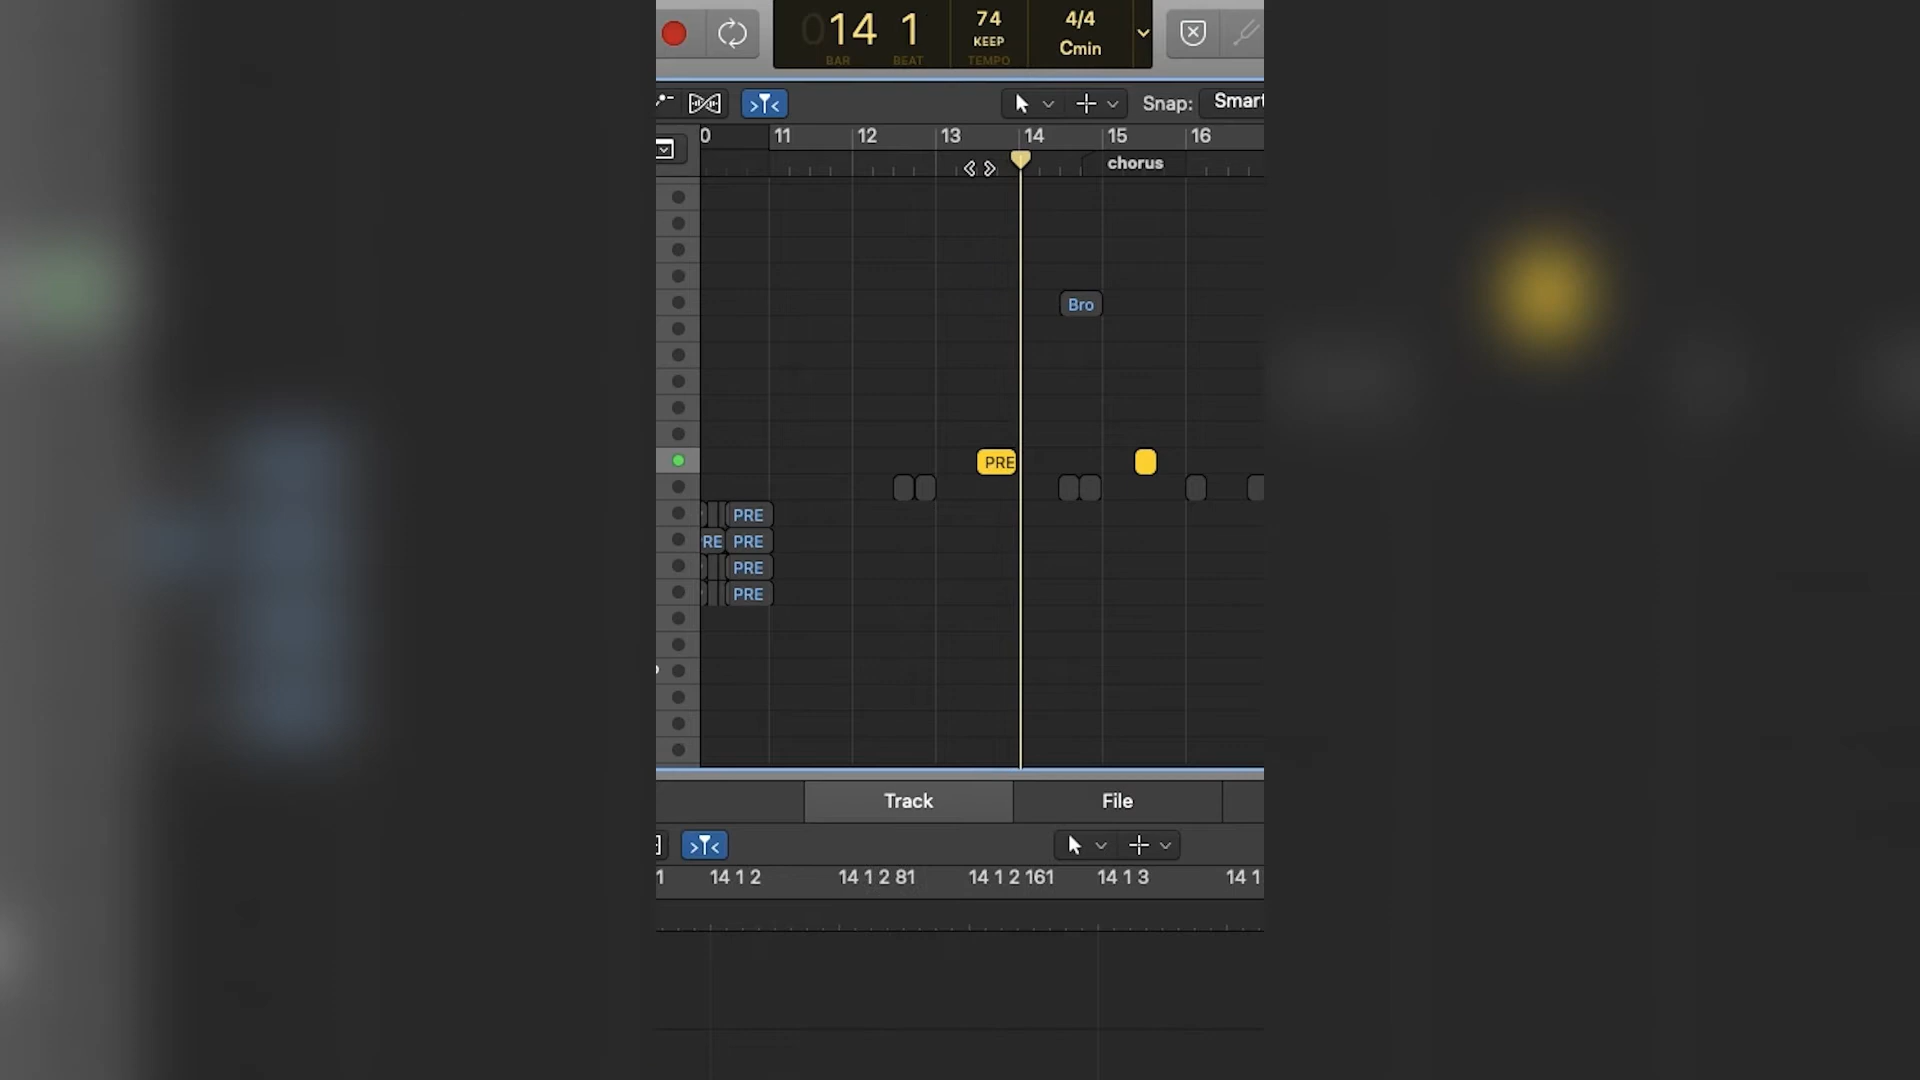 014 1
74
KEEP
4/4
Cmin
BAR BEAT TEMPO
Snap: Smart
0 11 12 13 14 15 16
chorus
Bro
PRE
PRE
RE PRE
PRE
PRE
Track File
1 14 1 2 14 1 2 81 14 1 2 161 14 1 3 14 1